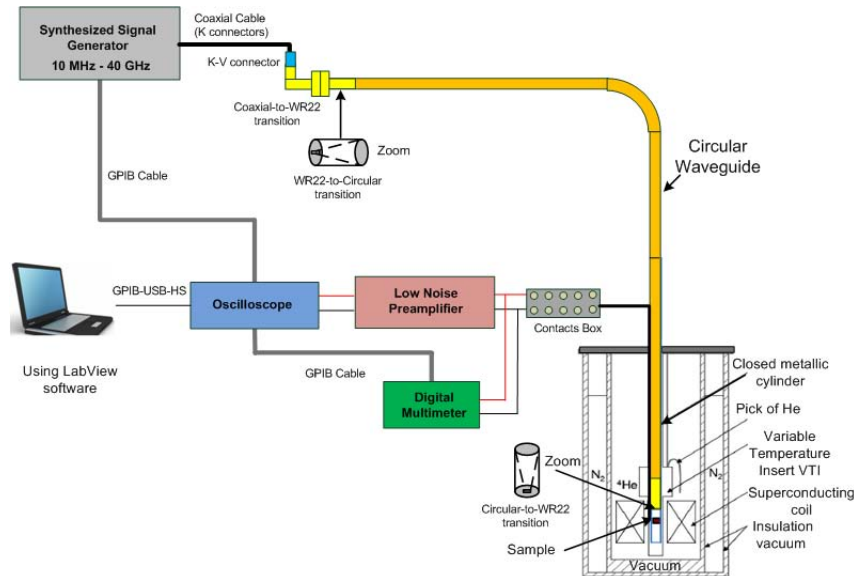 Synthesized Signal
Generator
10 MHz - 40 GHz
Coaxial Cable
(K connectors)
K-V connector
Coaxial-to-WR22
transition
Zoom
WR22-to-Circular
transition
Circular
Waveguide
GPIB Cable
GPIB-USB-HS
Oscilloscope
Low Noise
Preamplifier
Contacts Box
Using LabView
software
GPIB Cable
Digital
Multimeter
Closed metallic
cylinder
Pick of He
Variable
Temperature
Insert VTI
Zoom
N₂
⁴He
N₂
Circular-to-WR22
transition
Superconducting
coil
Sample
Insulation
vacuum
Vacuum